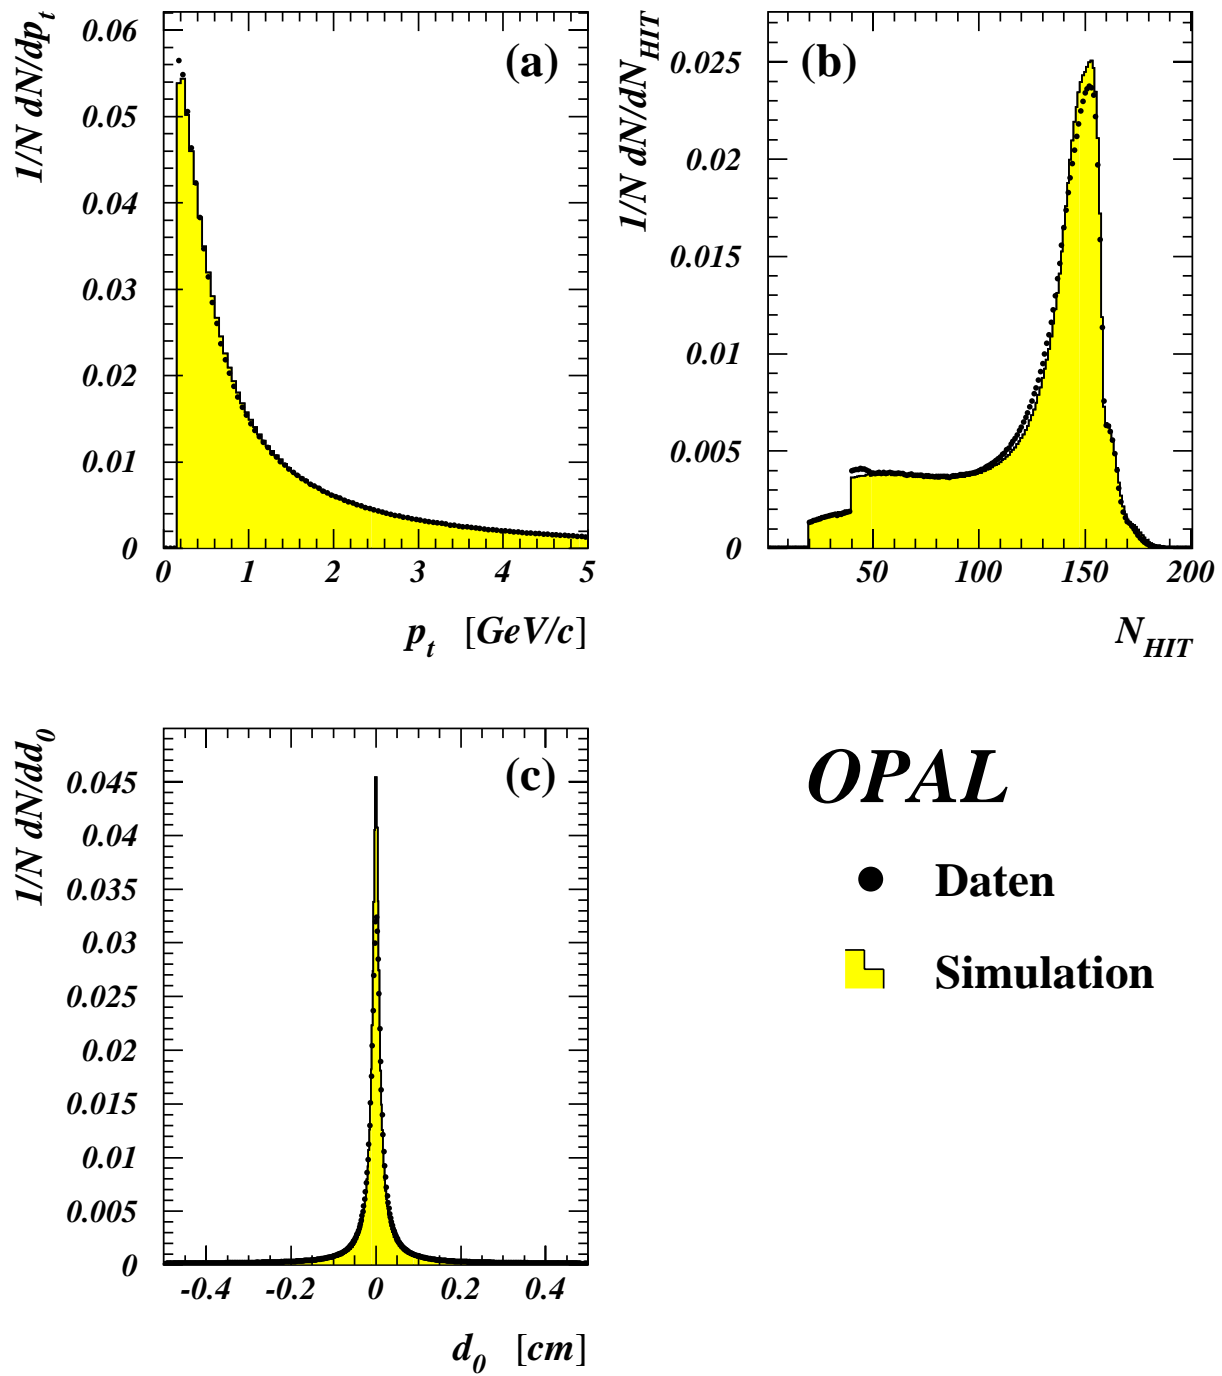 1/N dN/dp_t
(a)
0.06
0.05
0.04
0.03
0.02
0.01
0
0 1 2 3 4 5
p_t [GeV/c]
1/N dN/dN_HIT
(b)
0.025
0.02
0.015
0.01
0.005
0
50 100 150 200
N_HIT
1/N dN/dd_0
(c)
0.045
0.04
0.035
0.03
0.025
0.02
0.015
0.01
0.005
0
-0.4 -0.2 0 0.2 0.4
d_0 [cm]
OPAL
Daten
Simulation